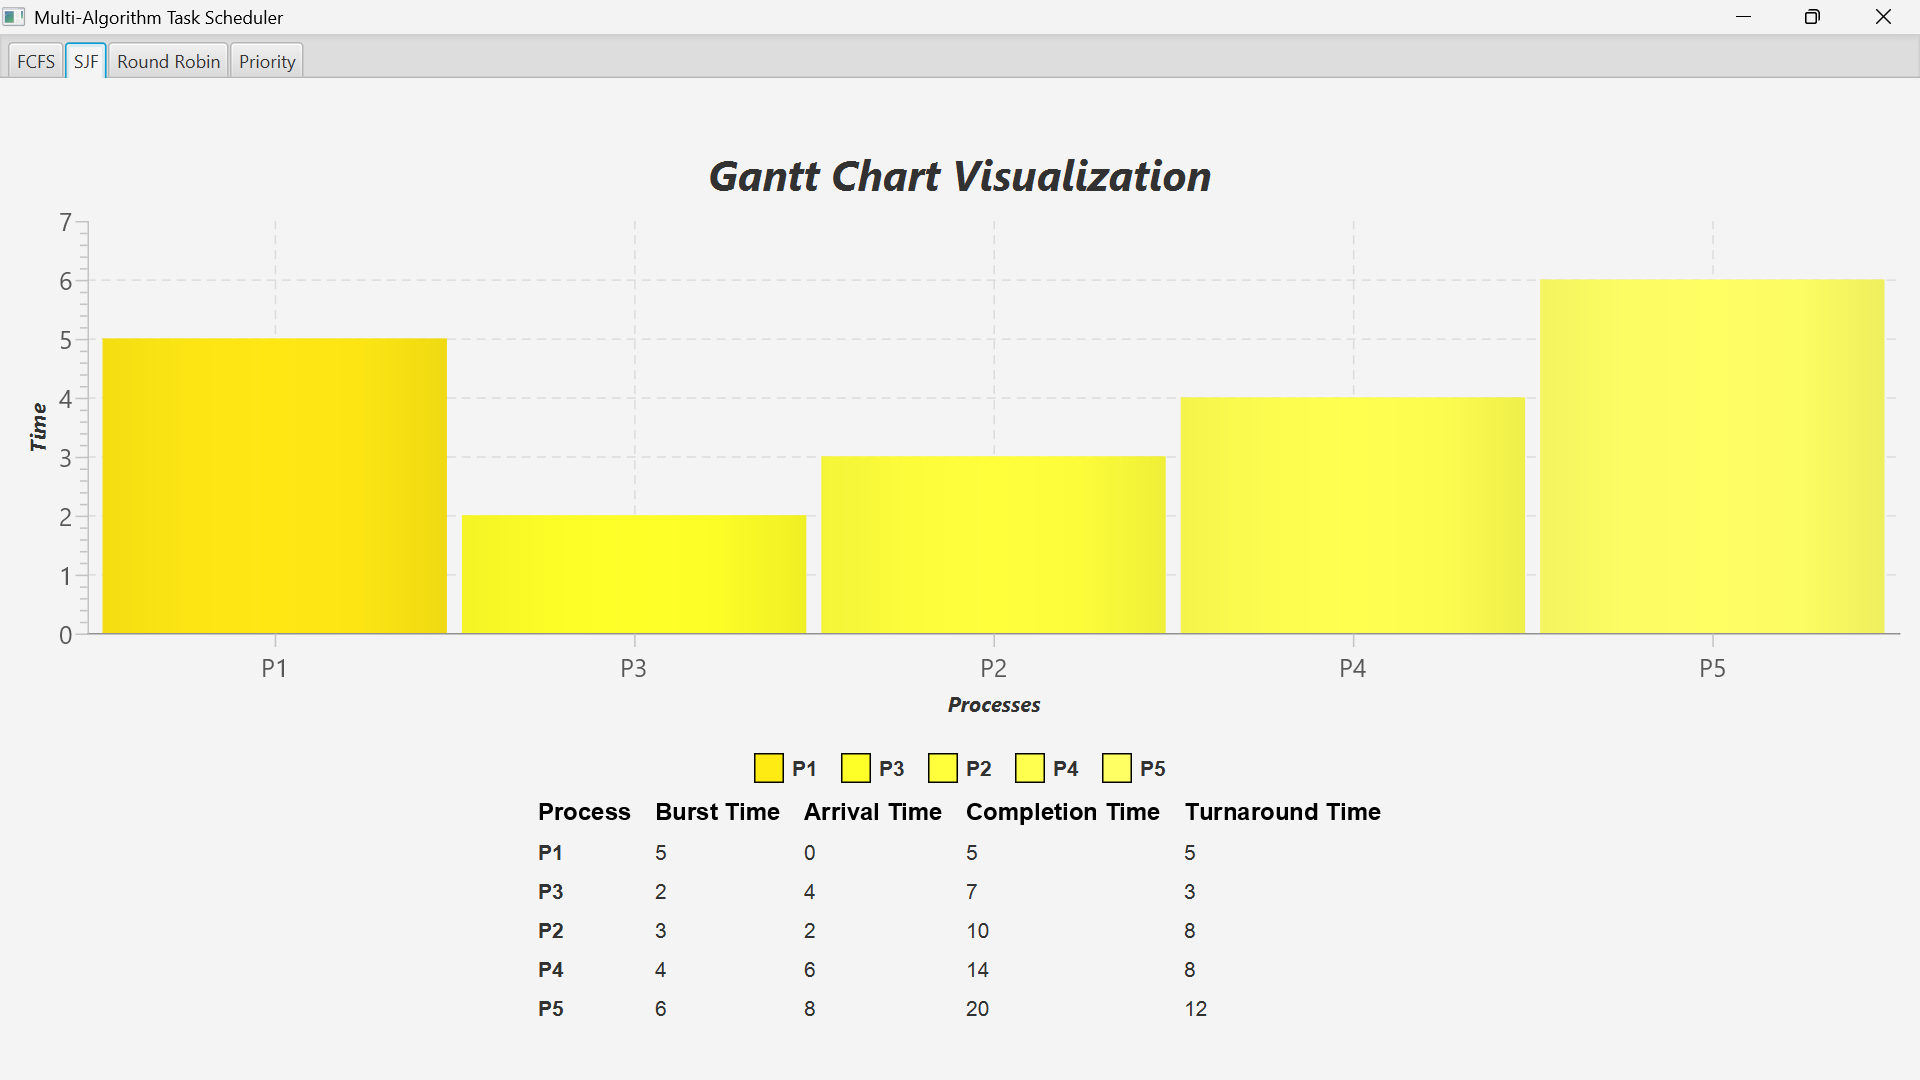 Multi-Algorithm Task Scheduler
FCFS SJF Round Robin Priority
Gantt Chart Visualization
7
6
5
4
3
2
1
0
Time
P1 P3 P2 P4 P5
Processes
P1 P3 P2 P4 P5
Process Burst Time Arrival Time Completion Time Turnaround Time
P1 5 0 5 5
P3 2 4 7 3
P2 3 2 10 8
P4 4 6 14 8
P5 6 8 20 12